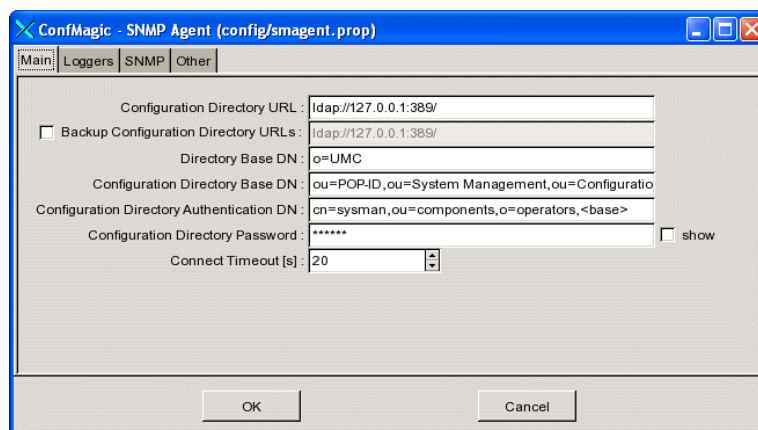 ConfMagic - SNMP Agent (config/smagent.prop)
Main Loggers SNMP Other
Configuration Directory URL : ldap://127.0.0.1:389/
Backup Configuration Directory URLs : ldap://127.0.0.1:389/
Directory Base DN : o=UMC
Configuration Directory Base DN : ou=POP-ID,ou=System Management,ou=Configuratio
Configuration Directory Authentication DN : cn=sysman,ou=components,o=operators,<base>
Configuration Directory Password : ****** show
Connect Timeout [s] : 20
OK Cancel